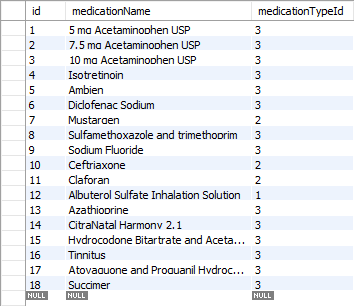 id medicationName medicationTypeId
1 5 mg Acetaminophen USP 3
2 7.5 mg Acetaminophen USP 3
3 10 mg Acetaminophen USP 3
4 Isotretinoin 3
5 Ambien 3
6 Diclofenac Sodium 3
7 Mustargen 2
8 Sulfamethoxazole and trimethoprim 3
9 Sodium Fluoride 3
10 Ceftriaxone 2
11 Claforan 2
12 Albuterol Sulfate Inhalation Solution 1
13 Azathioprine 3
14 CitraNatal Harmony 2.1 3
15 Hydrocodone Bitartrate and Aceta... 3
16 Tinnitus 3
17 Atovaquone and Proguanil Hydroc... 3
18 Succimer 3
NULL NULL NULL